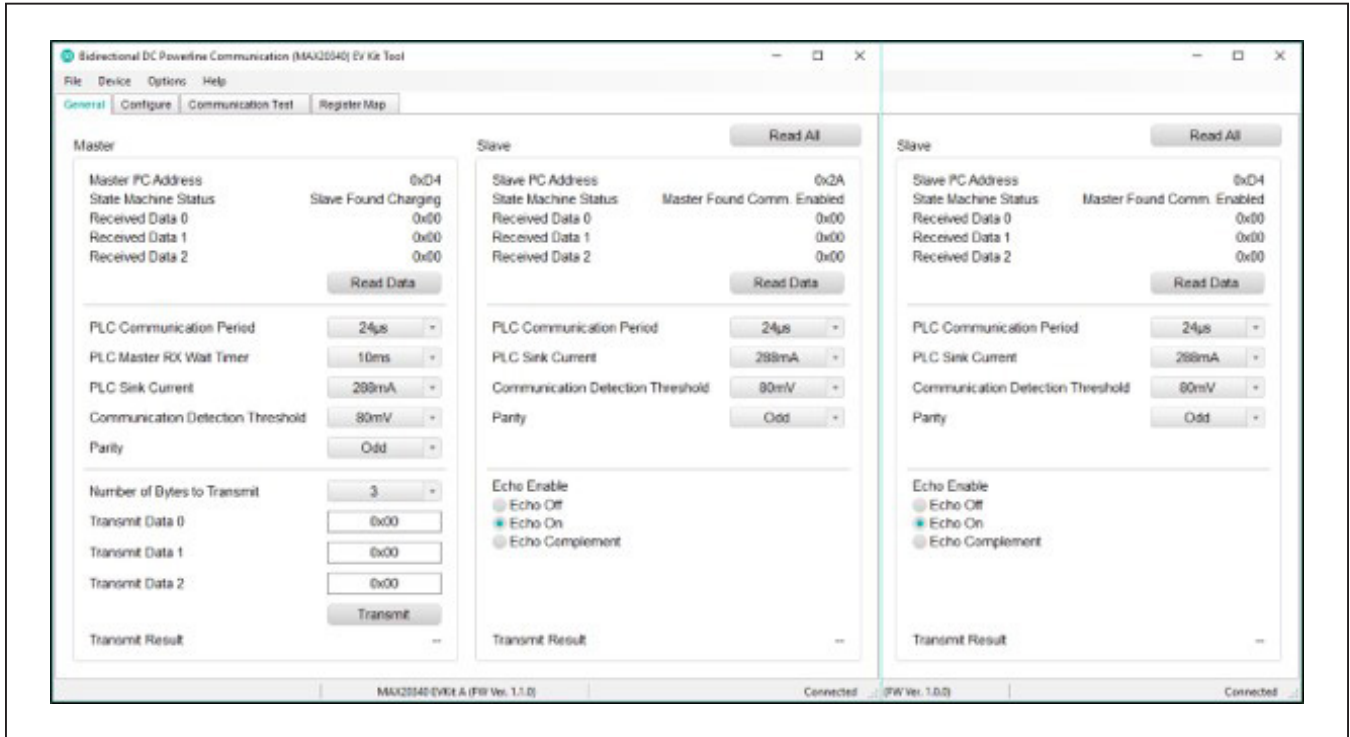 Bidirectional DC Powerline Communication (MAX20340) EV Kit Tool
File Device Options Help
General Configure Communication Test Register Map
Master
Master I²C Address 0xD4
State Machine Status Slave Found Charging
Received Data 0 0x00
Received Data 1 0x00
Received Data 2 0x00
Read Data
PLC Communication Period 24µs
PLC Master RX Wait Timer 10ms
PLC Sink Current 288mA
Communication Detection Threshold 80mV
Parity Odd
Number of Bytes to Transmit 3
Transmit Data 0 0x00
Transmit Data 1 0x00
Transmit Data 2 0x00
Transmit
Transmit Result --
Slave Read All
Slave I²C Address 0x2A
State Machine Status Master Found Comm. Enabled
Received Data 0 0x00
Received Data 1 0x00
Received Data 2 0x00
Read Data
PLC Communication Period 24µs
PLC Sink Current 288mA
Communication Detection Threshold 80mV
Parity Odd
Echo Enable
Echo Off
Echo On
Echo Complement
Transmit Result --
Slave Read All
Slave I²C Address 0xD4
State Machine Status Master Found Comm. Enabled
Received Data 0 0x00
Received Data 1 0x00
Received Data 2 0x00
Read Data
PLC Communication Period 24µs
PLC Sink Current 288mA
Communication Detection Threshold 80mV
Parity Odd
Echo Enable
Echo Off
Echo On
Echo Complement
Transmit Result --
MAX20340 EVKit A (FW Ver. 1.1.0) Connected (FW Ver. 1.0.0) Connected